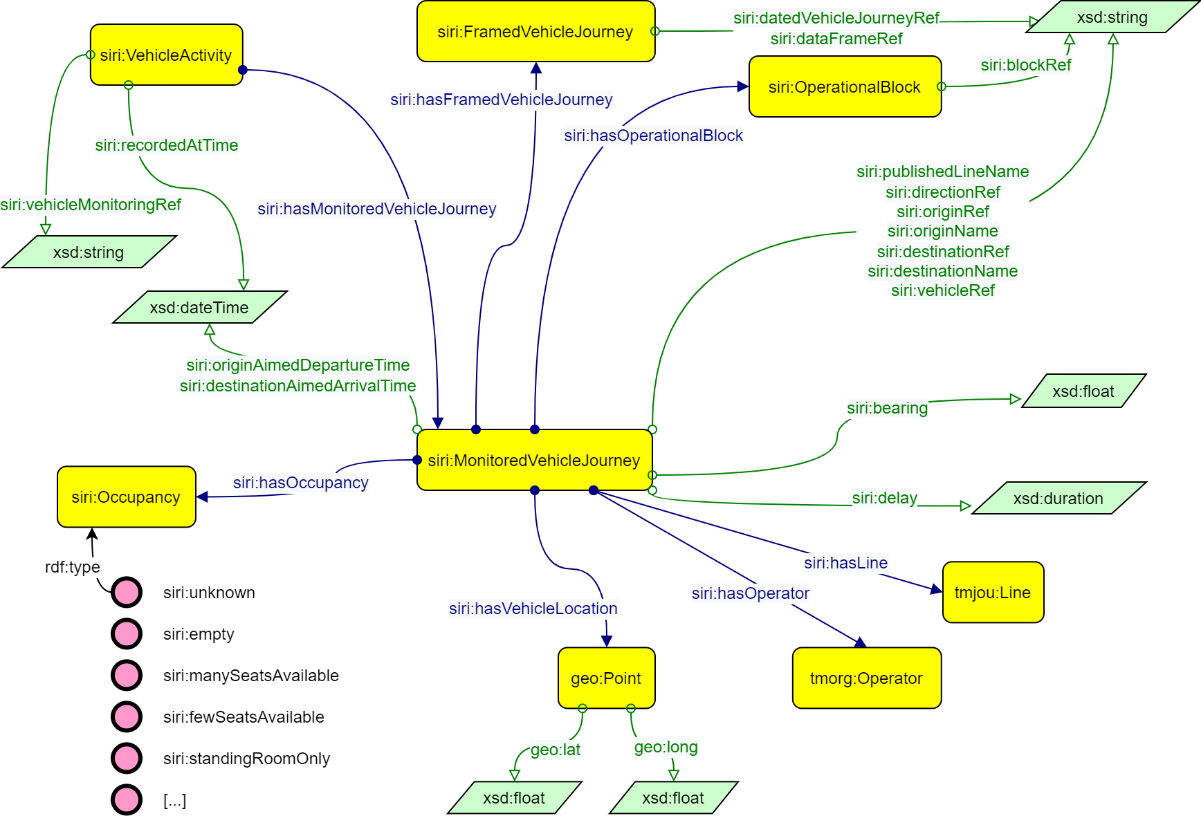 siri:VehicleActivity
siri:FramedVehicleJourney
siri:datedVehicleJourneyRef
siri:dataFrameRef
xsd:string
siri:OperationalBlock
siri:blockRef
siri:hasFramedVehicleJourney
siri:hasOperationalBlock
siri:recordedAtTime
siri:vehicleMonitoringRef
siri:hasMonitoredVehicleJourney
siri:publishedLineName
siri:directionRef
siri:originRef
siri:originName
siri:destinationRef
siri:destinationName
siri:vehicleRef
xsd:string
xsd:dateTime
siri:originAimedDepartureTime
siri:destinationAimedArrivalTime
siri:bearing
xsd:float
siri:MonitoredVehicleJourney
siri:hasOccupancy
siri:Occupancy
siri:delay
xsd:duration
rdf:type
siri:hasLine
tmjou:Line
siri:hasVehicleLocation
siri:hasOperator
siri:unknown
siri:empty
siri:manySeatsAvailable
siri:fewSeatsAvailable
siri:standingRoomOnly
[...]
geo:Point
tmorg:Operator
geo:lat
geo:long
xsd:float
xsd:float